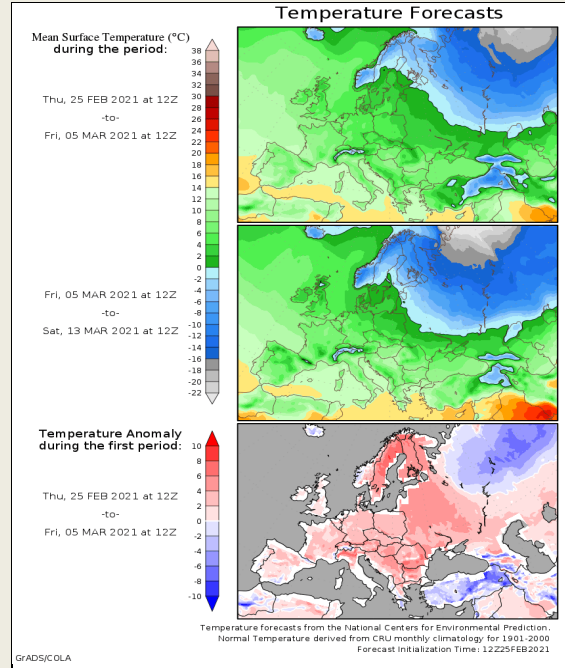 Temperature Forecasts
Mean Surface Temperature (°C)
during the period:
Thu, 25 FEB 2021 at 12Z
-to-
Fri, 05 MAR 2021 at 12Z
38
36
34
32
30
28
26
24
22
20
18
16
14
12
10
8
6
4
2
0
-2
-4
-6
-8
-10
-12
-14
-16
-18
-20
-22
Fri, 05 MAR 2021 at 12Z
-to-
Sat, 13 MAR 2021 at 12Z
Temperature Anomaly
during the first period:
Thu, 25 FEB 2021 at 12Z
-to-
Fri, 05 MAR 2021 at 12Z
10
8
6
4
2
0
-2
-4
-6
-8
-10
Temperature forecasts from the National Centers for Environmental Prediction.
Normal Temperature derived from CRU monthly climatology for 1901-2000
Forecast Initialization Time: 12Z25FEB2021
GrADS/COLA